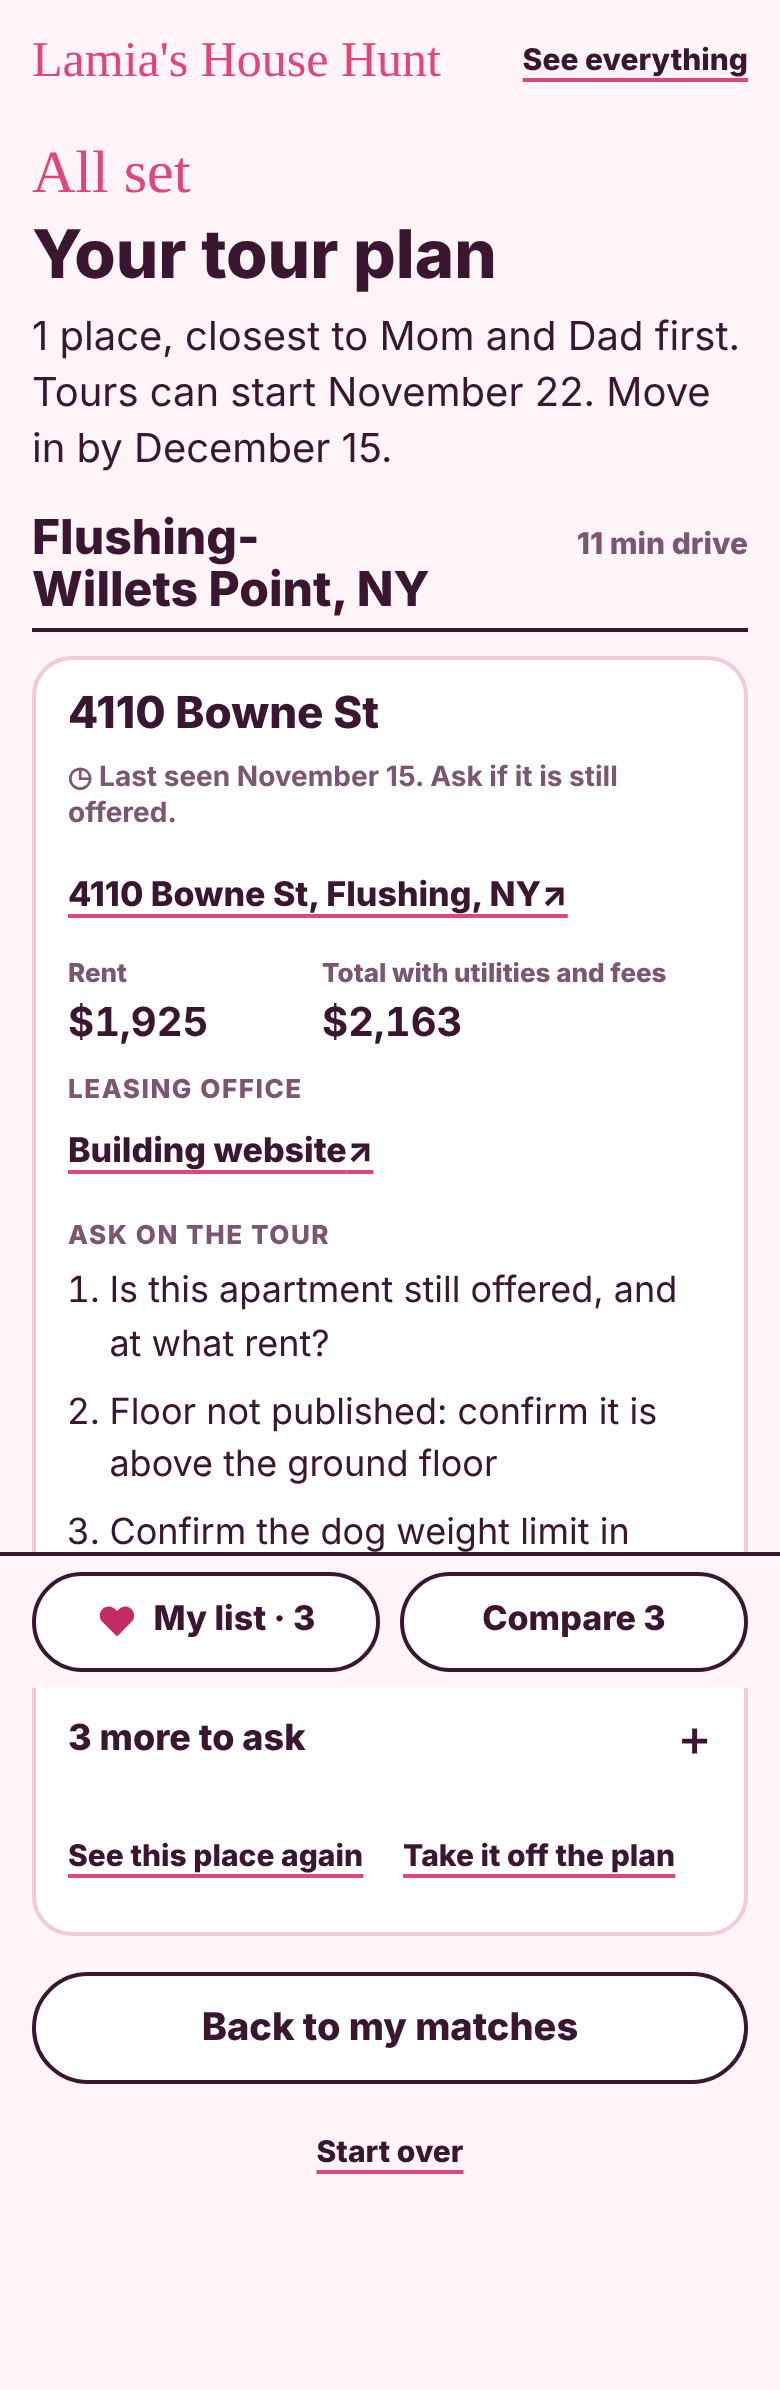 Lamia's House Hunt
See everything
All set
Your tour plan
1 place, closest to Mom and Dad first.
Tours can start November 22. Move
in by December 15.
Flushing-
Willets Point, NY
11 min drive
4110 Bowne St
Last seen November 15. Ask if it is still
offered.
4110 Bowne St, Flushing, NY↗
Rent
Total with utilities and fees
$1,925
$2,163
LEASING OFFICE
Building website↗
ASK ON THE TOUR
1. Is this apartment still offered, and
at what rent?
2. Floor not published: confirm it is
above the ground floor
3. Confirm the dog weight limit in
My list · 3
Compare 3
3 more to ask
+
See this place again
Take it off the plan
Back to my matches
Start over